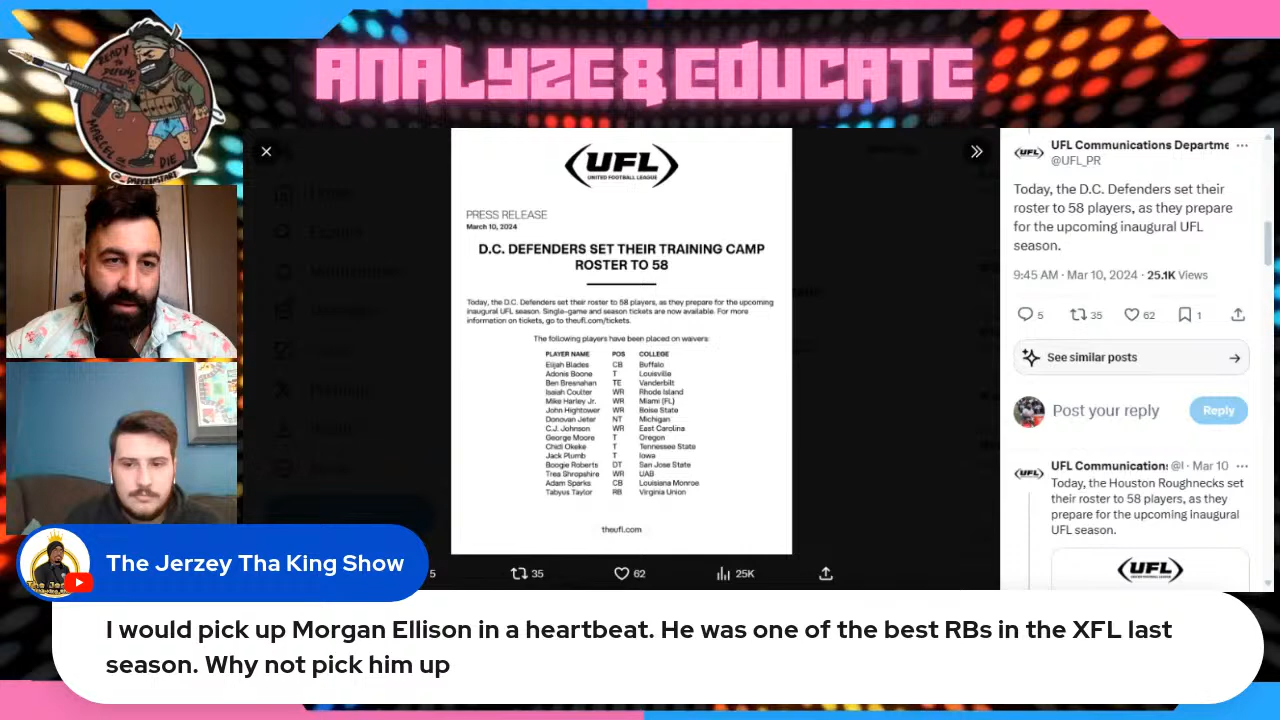 ANALYZE & EDUCATE
READY
TO
DEFEND
MARCEL
DIE
UFL
UNITED FOOTBALL LEAGUE
PRESS RELEASE
March 10, 2024
D.C. DEFENDERS SET THEIR TRAINING CAMP
ROSTER TO 58
Today, the D.C. Defenders set their roster to 58 players, as they prepare for the upcoming
inaugural UFL season. Single-game and season tickets are now available. For more
information on tickets, go to theufl.com/tickets.
The following players have been placed on waivers:
PLAYER NAME POS COLLEGE
Elijah Blades CB Buffalo
Adonis Boone T Louisville
Ben Bresnahan TE Vanderbilt
Isaiah Coulter WR Rhode Island
Mike Harley Jr. WR Miami (FL)
John Hightower WR Boise State
Donovan Jeter NT Michigan
C.J. Johnson WR East Carolina
George Moore T Oregon
Chidi Okeke T Tennessee State
Jack Plumb T Iowa
Boogie Roberts DT San Jose State
Trea Shropshire WR UAB
Adam Sparks CB Louisiana Monroe
Tabyus Taylor RB Virginia Union
theufl.com
5 35 62 25K
UFL Communications Departme ...
@UFL_PR
Today, the D.C. Defenders set their
roster to 58 players, as they prepare
for the upcoming inaugural UFL
season.
9:45 AM · Mar 10, 2024 · 25.1K Views
5 35 62 1
See similar posts
Post your reply Reply
UFL Communication: @I · Mar 10 ...
Today, the Houston Roughnecks set
their roster to 58 players, as they
prepare for the upcoming inaugural
UFL season.
UFL
The Jerzey Tha King Show
I would pick up Morgan Ellison in a heartbeat. He was one of the best RBs in the XFL last
season. Why not pick him up